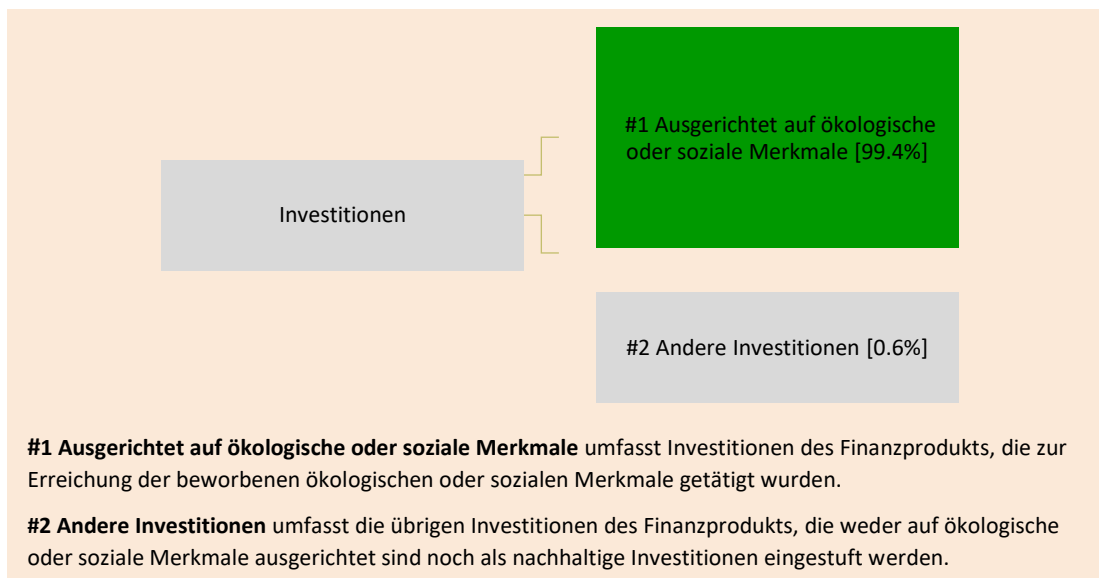 #1 Ausgerichtet auf ökologische
oder soziale Merkmale [99.4%]
Investitionen
#2 Andere Investitionen [0.6%]
#1 Ausgerichtet auf ökologische oder soziale Merkmale umfasst Investitionen des Finanzprodukts, die zur
Erreichung der beworbenen ökologischen oder sozialen Merkmale getätigt wurden.
#2 Andere Investitionen umfasst die übrigen Investitionen des Finanzprodukts, die weder auf ökologische
oder soziale Merkmale ausgerichtet sind noch als nachhaltige Investitionen eingestuft werden.